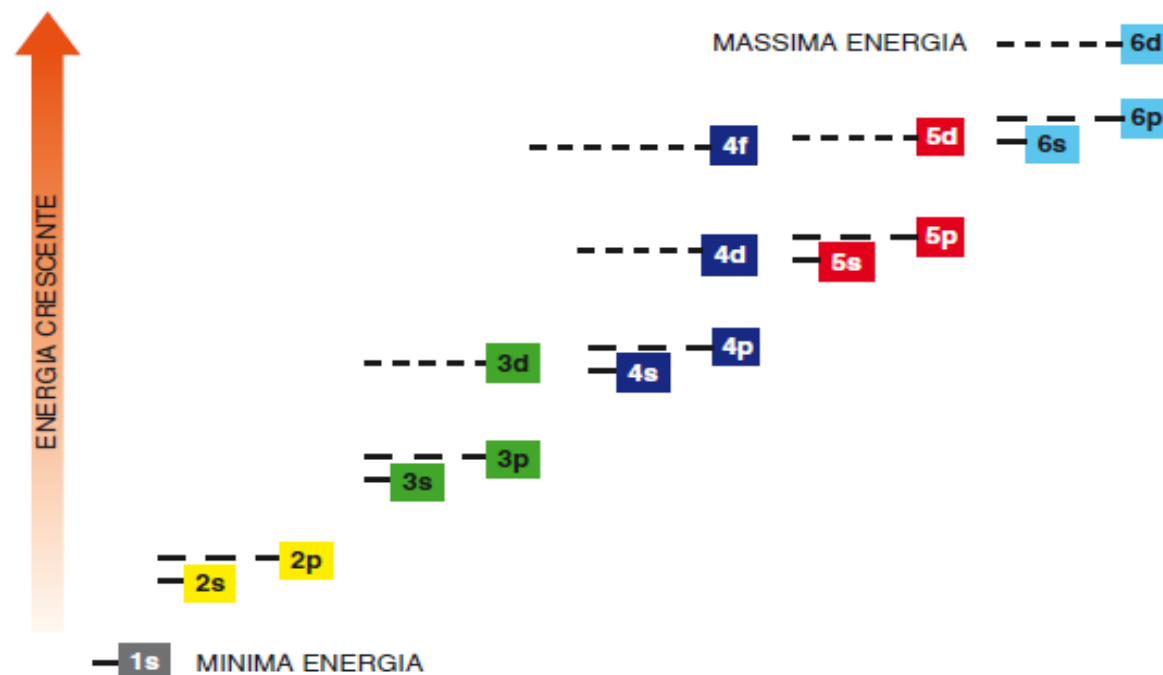 MASSIMA ENERGIA
6d
6p
6s
5d
4f
5p
5s
4d
4p
4s
3d
3p
3s
2p
2s
1s
MINIMA ENERGIA
ENERGIA CRESCENTE